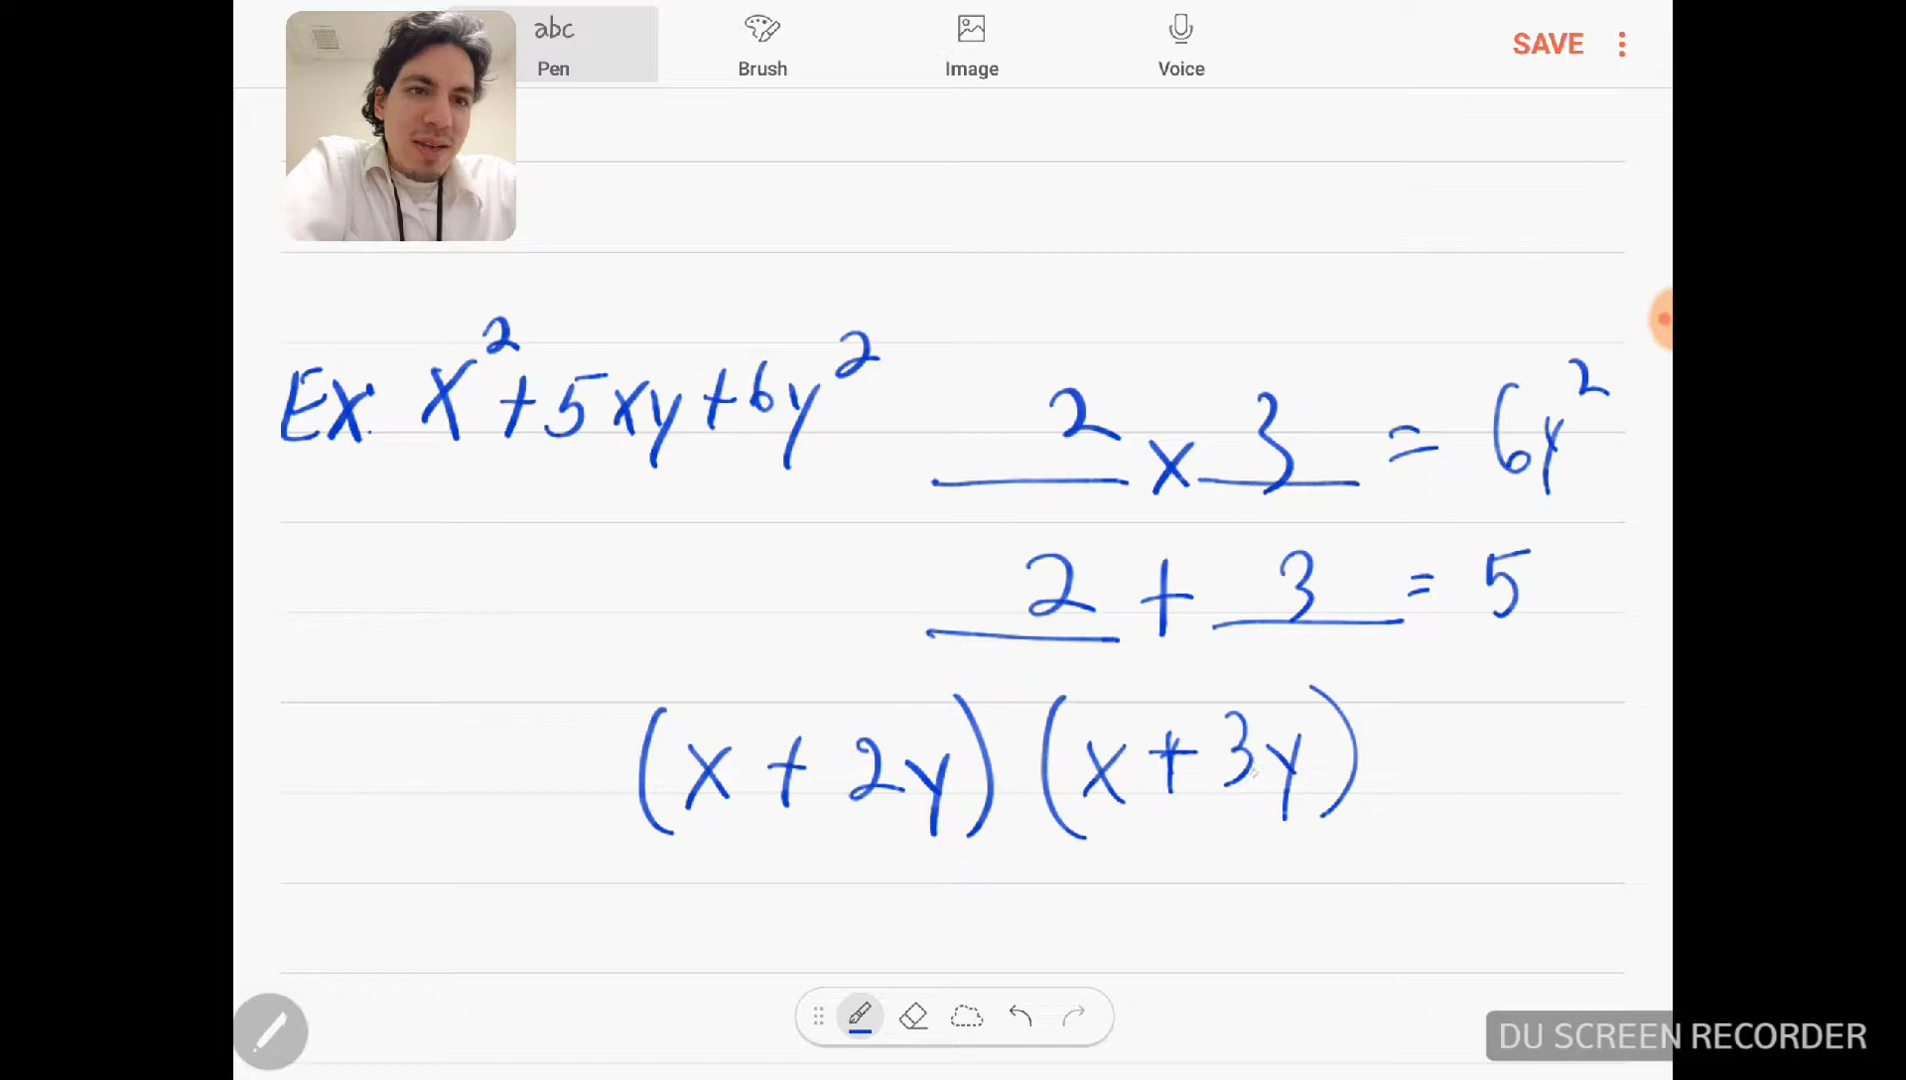 abc
Pen
Brush
Image
Voice
SAVE
Ex. x² + 5xy + 6y²
2 x 3 = 6y²
2 + 3 = 5
(x + 2y) (x + 3y)
DU SCREEN RECORDER